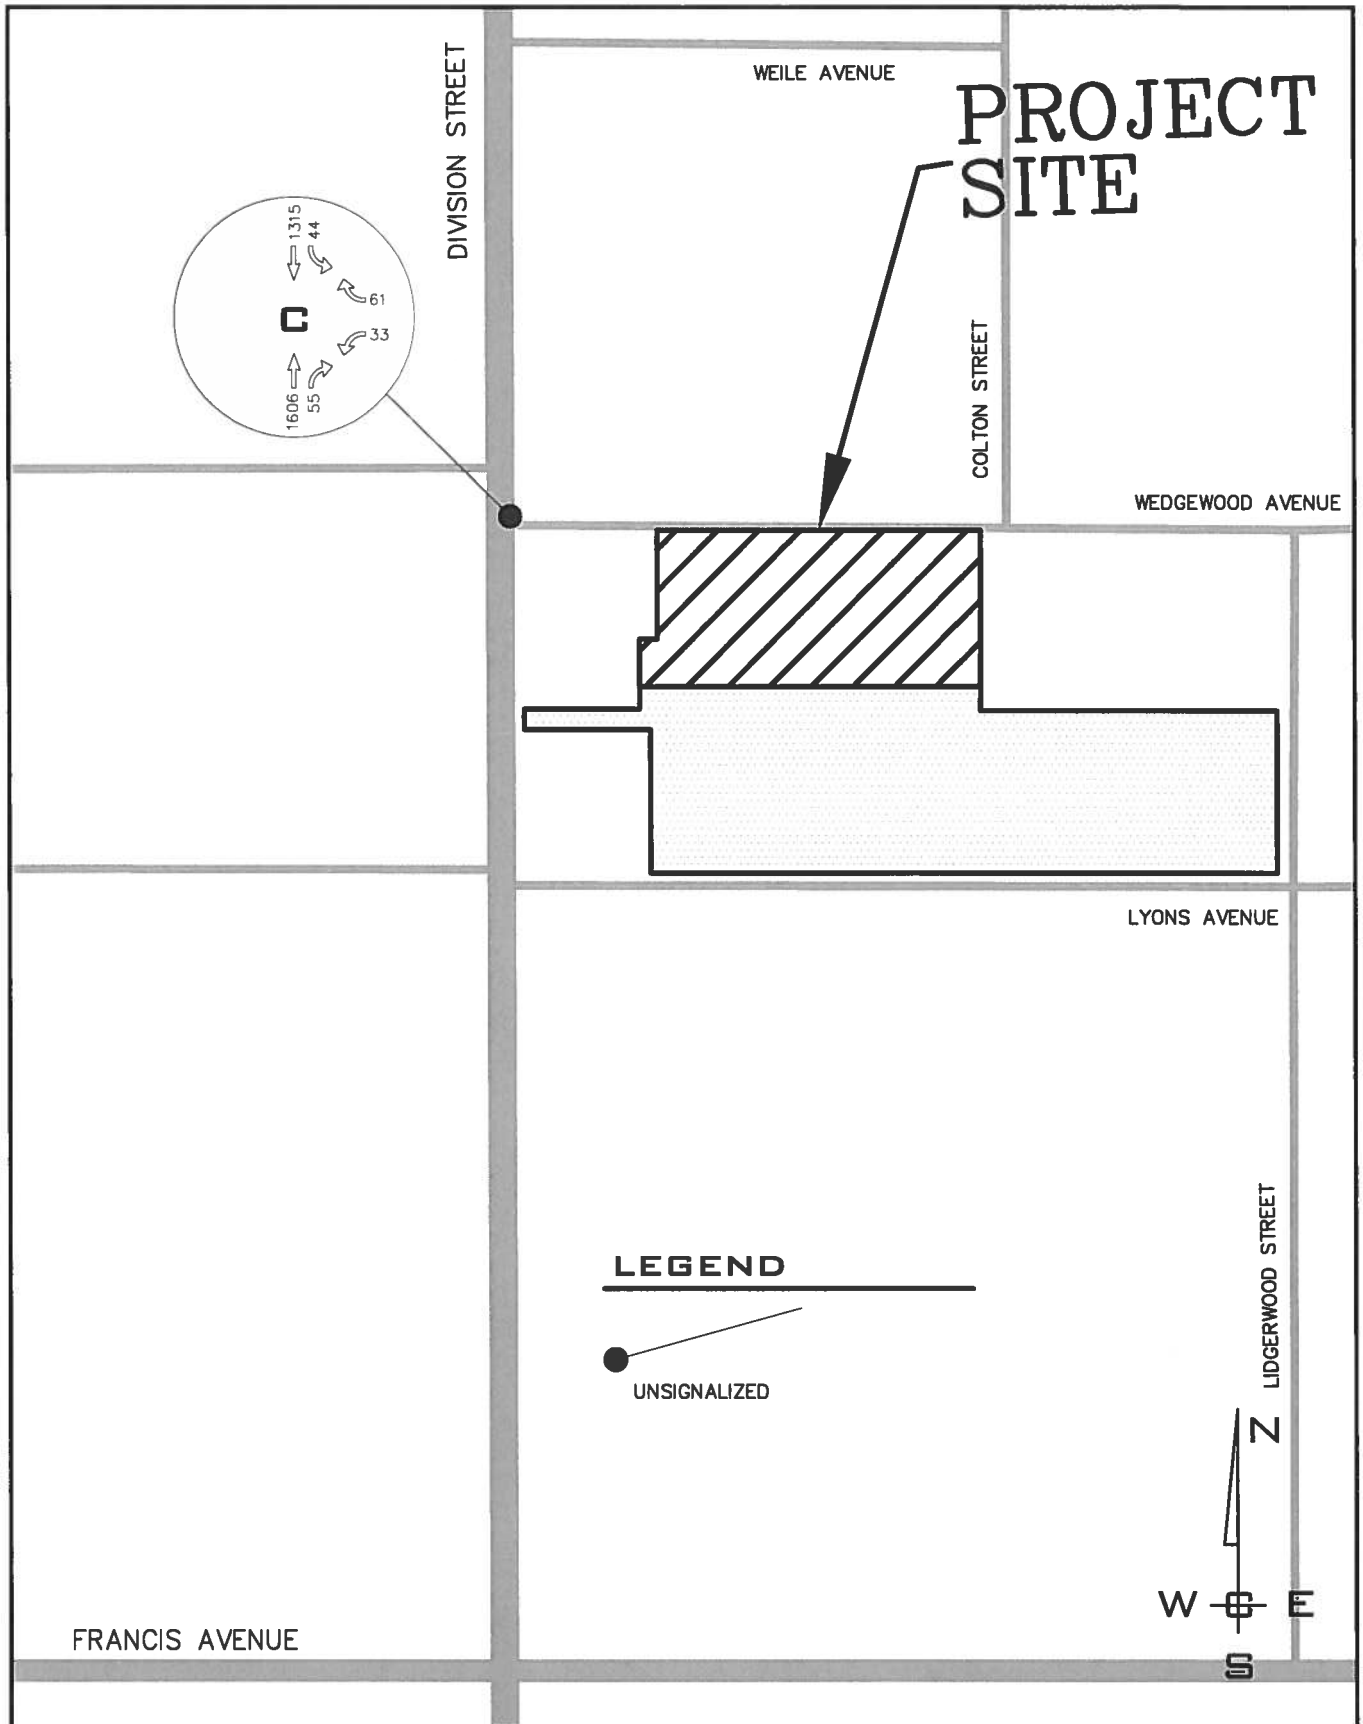 WEILE AVENUE
DIVISION STREET
PROJECT
SITE
1315
44
61
C
33
1606
55
COLTON STREET
WEDGEWOOD AVENUE
LYONS AVENUE
LIDGERWOOD STREET
LEGEND
UNSIGNALIZED
N
W
C
E
S
FRANCIS AVENUE